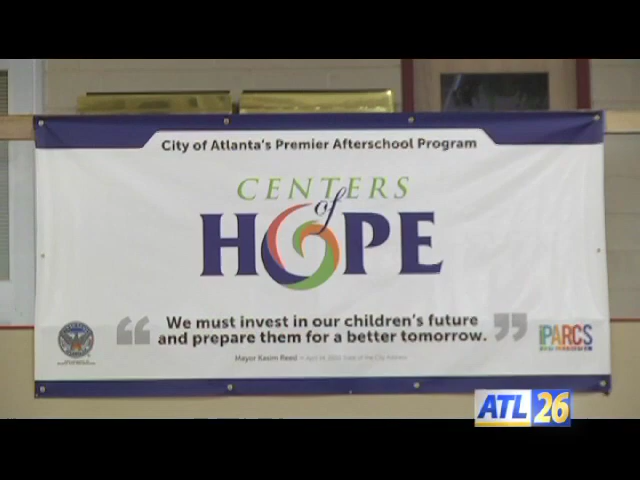 City of Atlanta's Premier Afterschool Program
CENTERS
of
HOPE
“ We must invest in our children's future
and prepare them for a better tomorrow. ”
Mayor Kasim Reed
PARCS
ATL 26